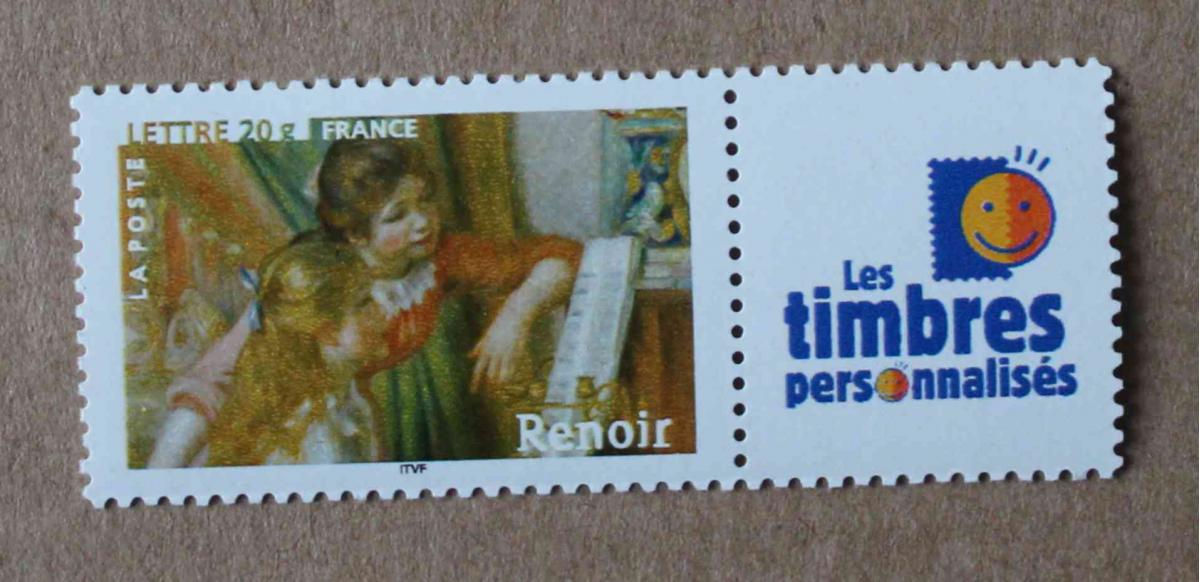 LETTRE 20 g FRANCE
LA POSTE
Renoir
ITVF
Les
timbres
personnalisés